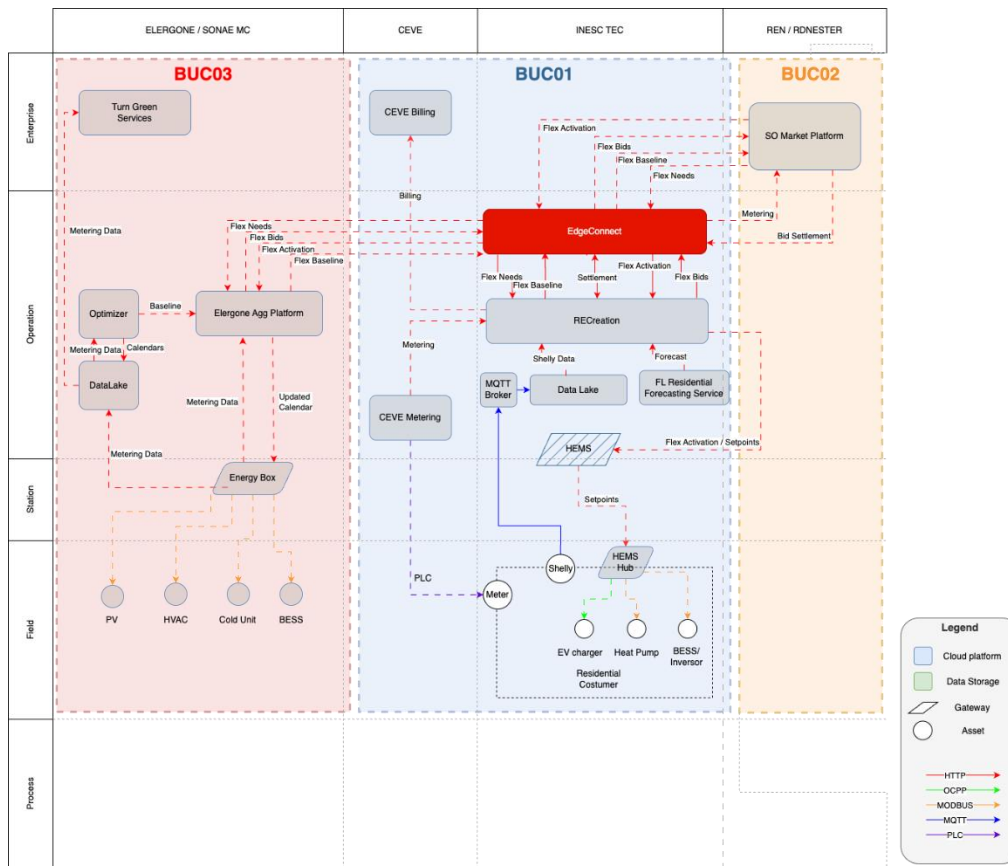 ELERGONE / SONAE MC
CEVE
INESC TEC
REN / RDNESTER
Enterprise
Operation
Station
Field
Process
BUC03
BUC01
BUC02
Turn Green
Services
CEVE Billing
SO Market Platform
Flex Activation
Flex Bids
Flex Baseline
Flex Needs
Billing
Metering
Bid Settlement
Metering Data
EdgeConnect
Flex Needs
Flex Bids
Flex Activation
Flex Baseline
Flex Needs
Flex Baseline
Settlement
Flex Activation
Flex Bids
Optimizer
Baseline
Elergone Agg Platform
RECreation
Metering Data
Calendars
DataLake
Metering
Shelly Data
Forecast
MQTT
Broker
Data Lake
FL Residential
Forecasting Service
Metering Data
Updated
Calendar
CEVE Metering
HEMS
Flex Activation / Setpoints
Metering Data
Energy Box
Setpoints
HEMS
Hub
Shelly
PLC
Meter
PV
HVAC
Cold Unit
BESS
EV charger
Heat Pump
BESS/
Inversor
Residential
Costumer
Legend
Cloud platform
Data Storage
Gateway
Asset
HTTP
OCPP
MODBUS
MQTT
PLC